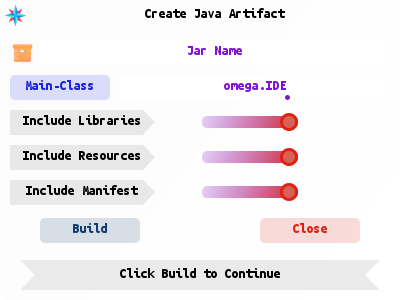 Create Java Artifact
Jar Name
Main-Class
omega.IDE
Include Libraries
Include Resources
Include Manifest
Build
Close
Click Build to Continue